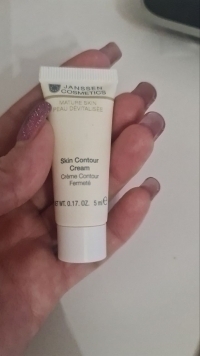 JANSSEN
COSMETICS
MATURE SKIN
PEAU DÉVITALISÉE
Skin Contour
Cream
Crème Contour
Fermeté
NET WT. 0.17. OZ. 5 ml